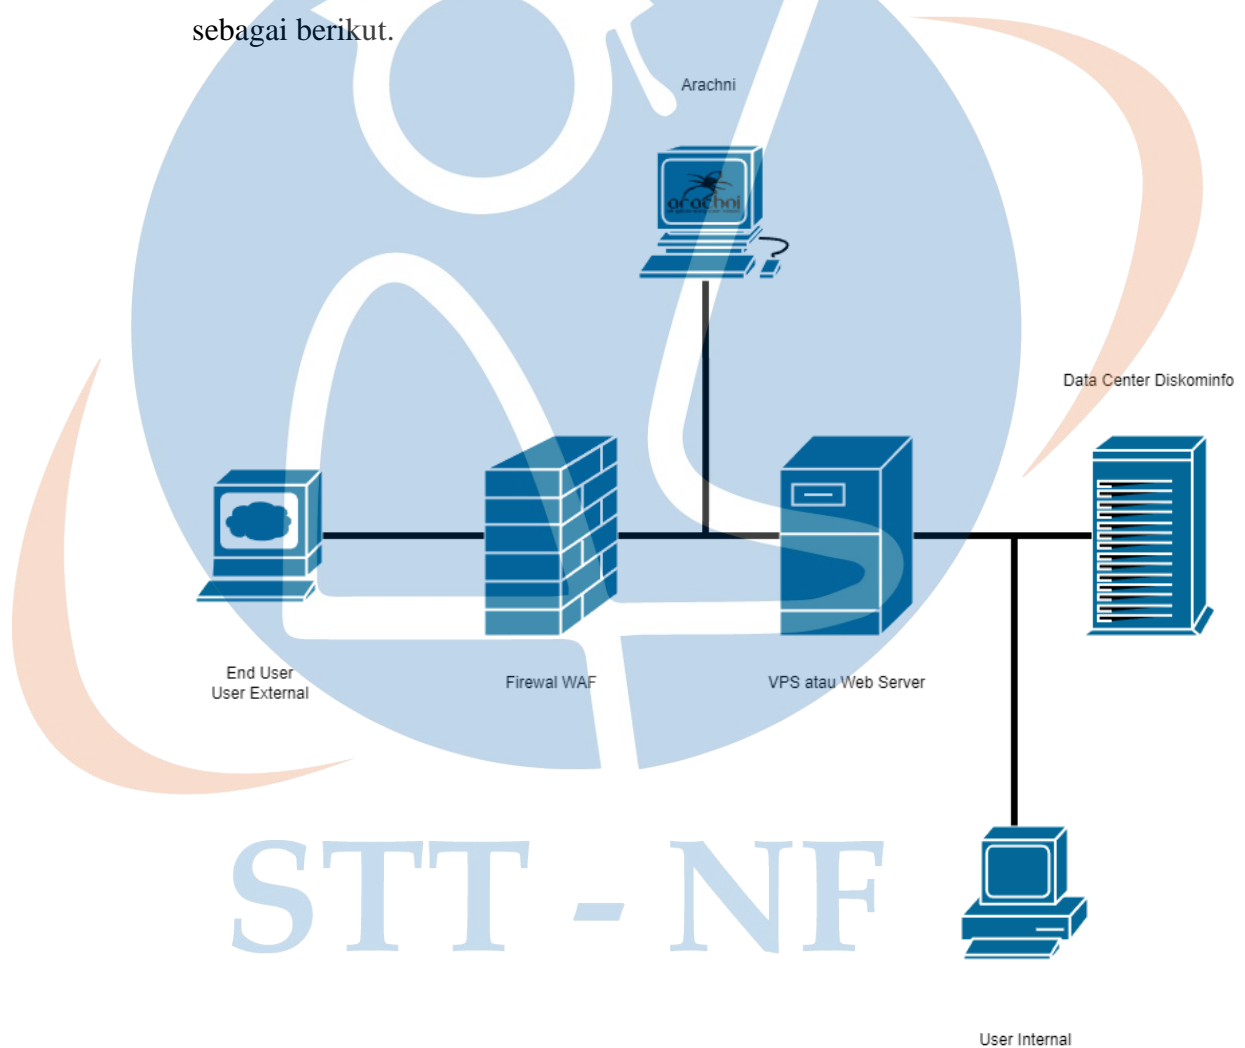 sebagai berikut.
Arachni
arachni
Data Center Diskominfo
End User
User External
Firewal WAF
VPS atau Web Server
STT - NF
User Internal